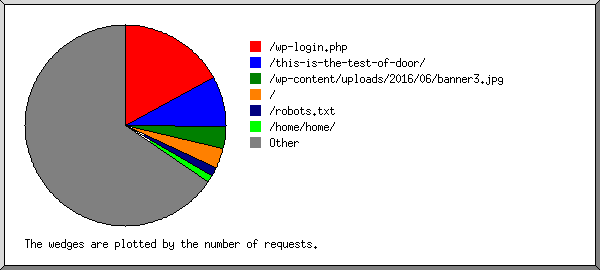 /wp-login.php
/this-is-the-test-of-door/
/wp-content/uploads/2016/06/banner3.jpg
/
/robots.txt
/home/home/
Other
The wedges are plotted by the number of requests.